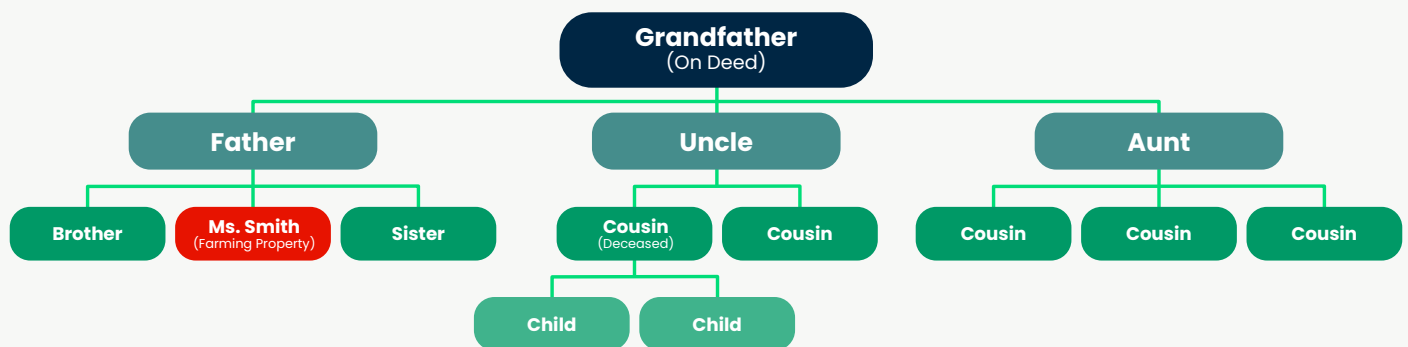 Grandfather
(On Deed)
Father
Uncle
Aunt
Brother
Ms. Smith
(Farming Property)
Sister
Cousin
(Deceased)
Cousin
Cousin
Cousin
Cousin
Child
Child